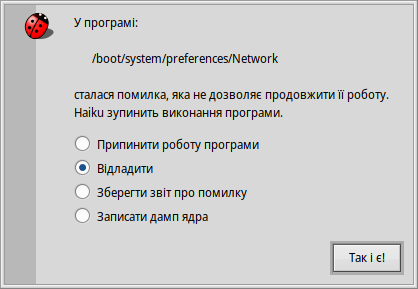 У програмі:
/boot/system/preferences/Network
сталася помилка, яка не дозволяє продовжити її роботу.
Haiku зупинить виконання програми.
Припинити роботу програми
Відладити
Зберегти звіт про помилку
Записати дамп ядра
Так і є!